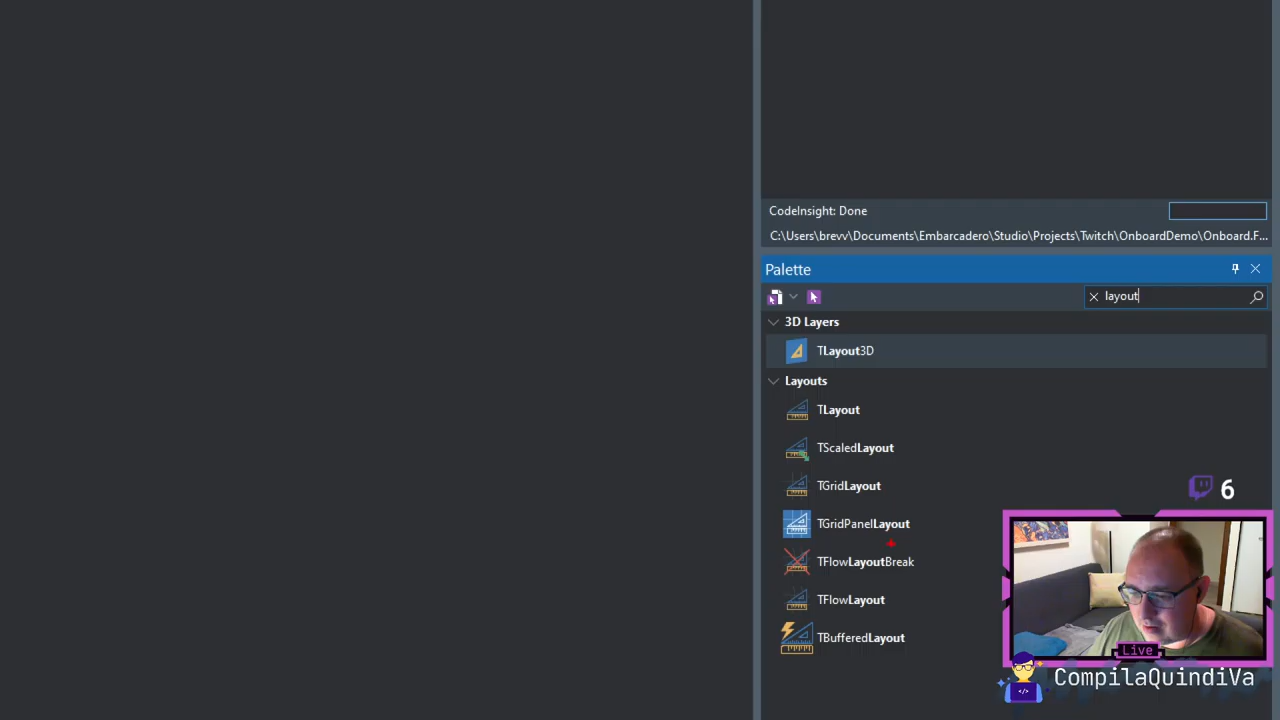 CodeInsight: Done
C:\Users\brevv\Documents\Embarcadero\Studio\Projects\Twitch\OnboardDemo\Onboard.F...
Palette
layout
3D Layers
TLayout3D
Layouts
TLayout
TScaledLayout
TGridLayout
TGridPanelLayout
TFlowLayoutBreak
TFlowLayout
TBufferedLayout
6
Live
</>
CompilaQuindiVa